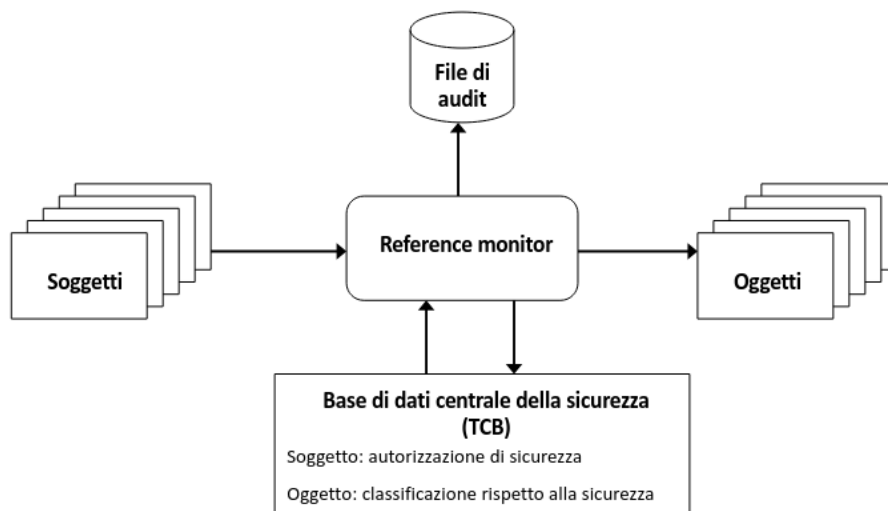 File di
audit
Reference monitor
Soggetti
Oggetti
Base di dati centrale della sicurezza
(TCB)
Soggetto: autorizzazione di sicurezza
Oggetto: classificazione rispetto alla sicurezza